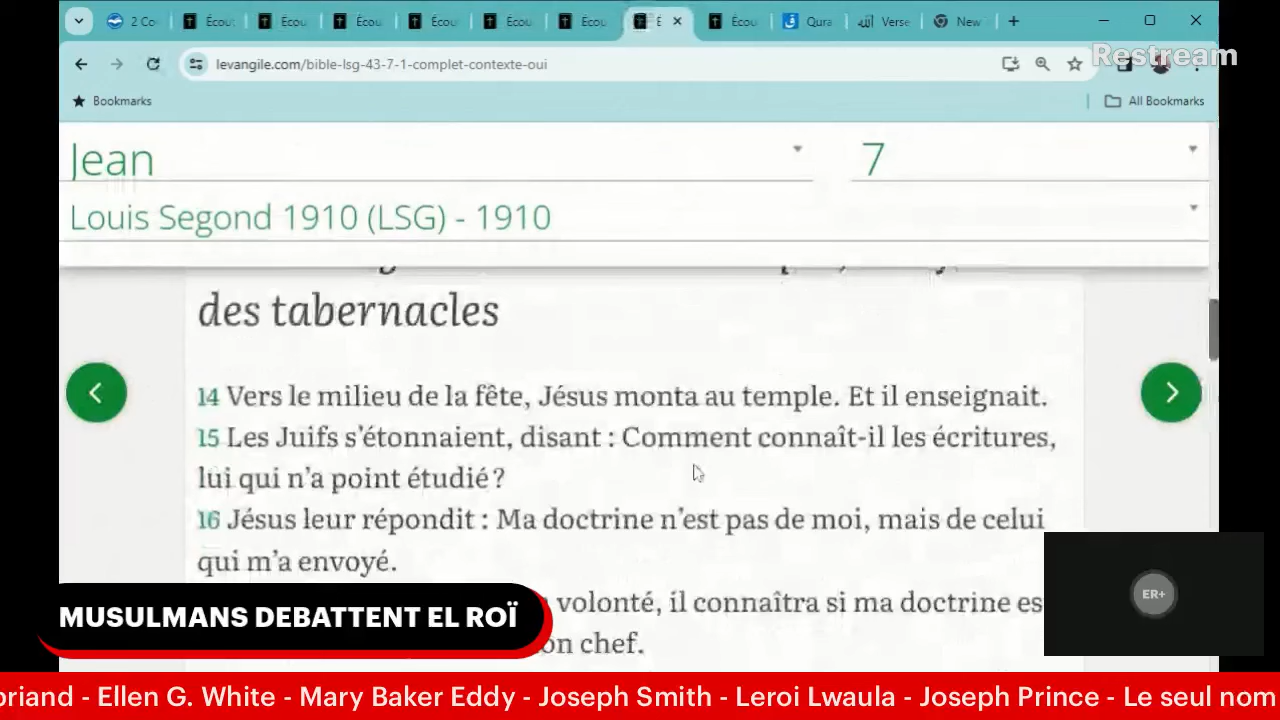 2 Co
Écou
Écou
Écou
Écou
Écou
Écou
É
Écou
Qura
Verse
New
levangile.com/bible-lsg-43-7-1-complet-contexte-oui
Restream
Bookmarks
All Bookmarks
Jean
7
Louis Segond 1910 (LSG) - 1910
des tabernacles
14 Vers le milieu de la fête, Jésus monta au temple. Et il enseignait.
15 Les Juifs s’étonnaient, disant : Comment connaît-il les écritures,
lui qui n’a point étudié ?
16 Jésus leur répondit : Ma doctrine n’est pas de moi, mais de celui
qui m’a envoyé.
volonté, il connaîtra si ma doctrine es
on chef.
ER+
MUSULMANS DEBATTENT EL ROÏ
briand - Ellen G. White - Mary Baker Eddy - Joseph Smith - Leroi Lwaula - Joseph Prince - Le seul nom